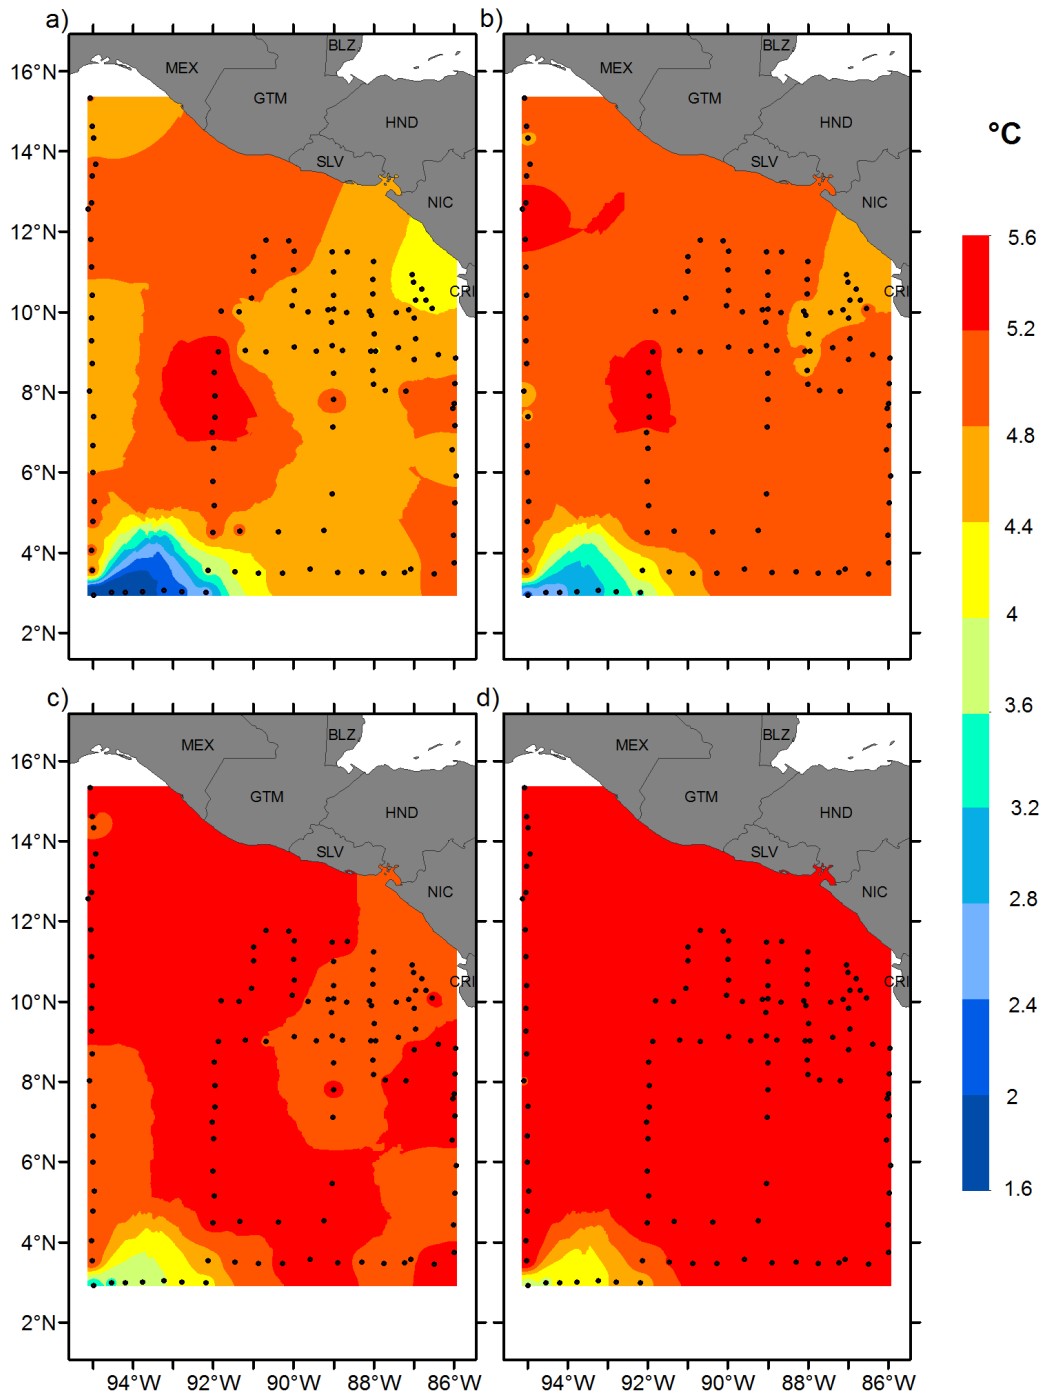 a)
b)
16°N
14°N
12°N
10°N
8°N
6°N
4°N
2°N
MEX
BLZ
GTM
HND
SLV
NIC
CRI
MEX
BLZ
GTM
HND
SLV
NIC
CRI
°C
5.6
5.2
4.8
4.4
4
3.6
3.2
2.8
2.4
2
1.6
c)
d)
16°N
14°N
12°N
10°N
8°N
6°N
4°N
2°N
MEX
BLZ
GTM
HND
SLV
NIC
CRI
MEX
BLZ
GTM
HND
SLV
NIC
CRI
94°W 92°W 90°W 88°W 86°W
94°W 92°W 90°W 88°W 86°W